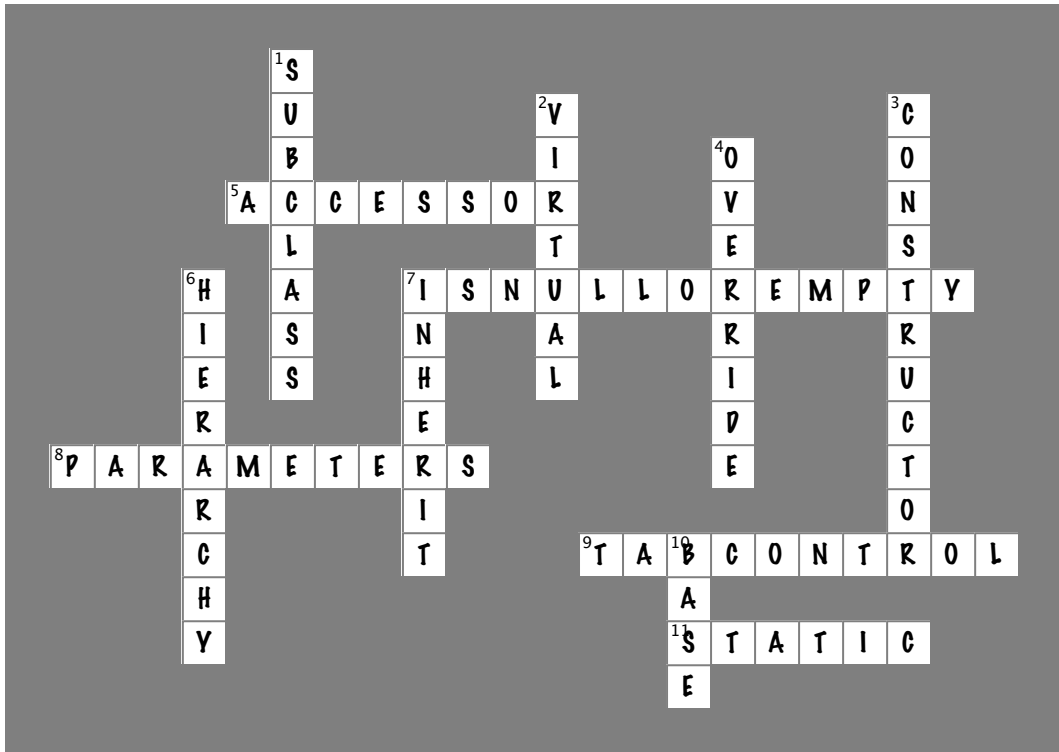 1 SUBCLASS
2 VIRTUAL
3 CONSTRUCTOR
4 OVERRIDE
5 ACCESSOR
6 HIERARCHY
7 ISNULLOREMPTY
INHERIT
8 PARAMETERS
9 TABCONTROL
10 BASE
11 STATIC